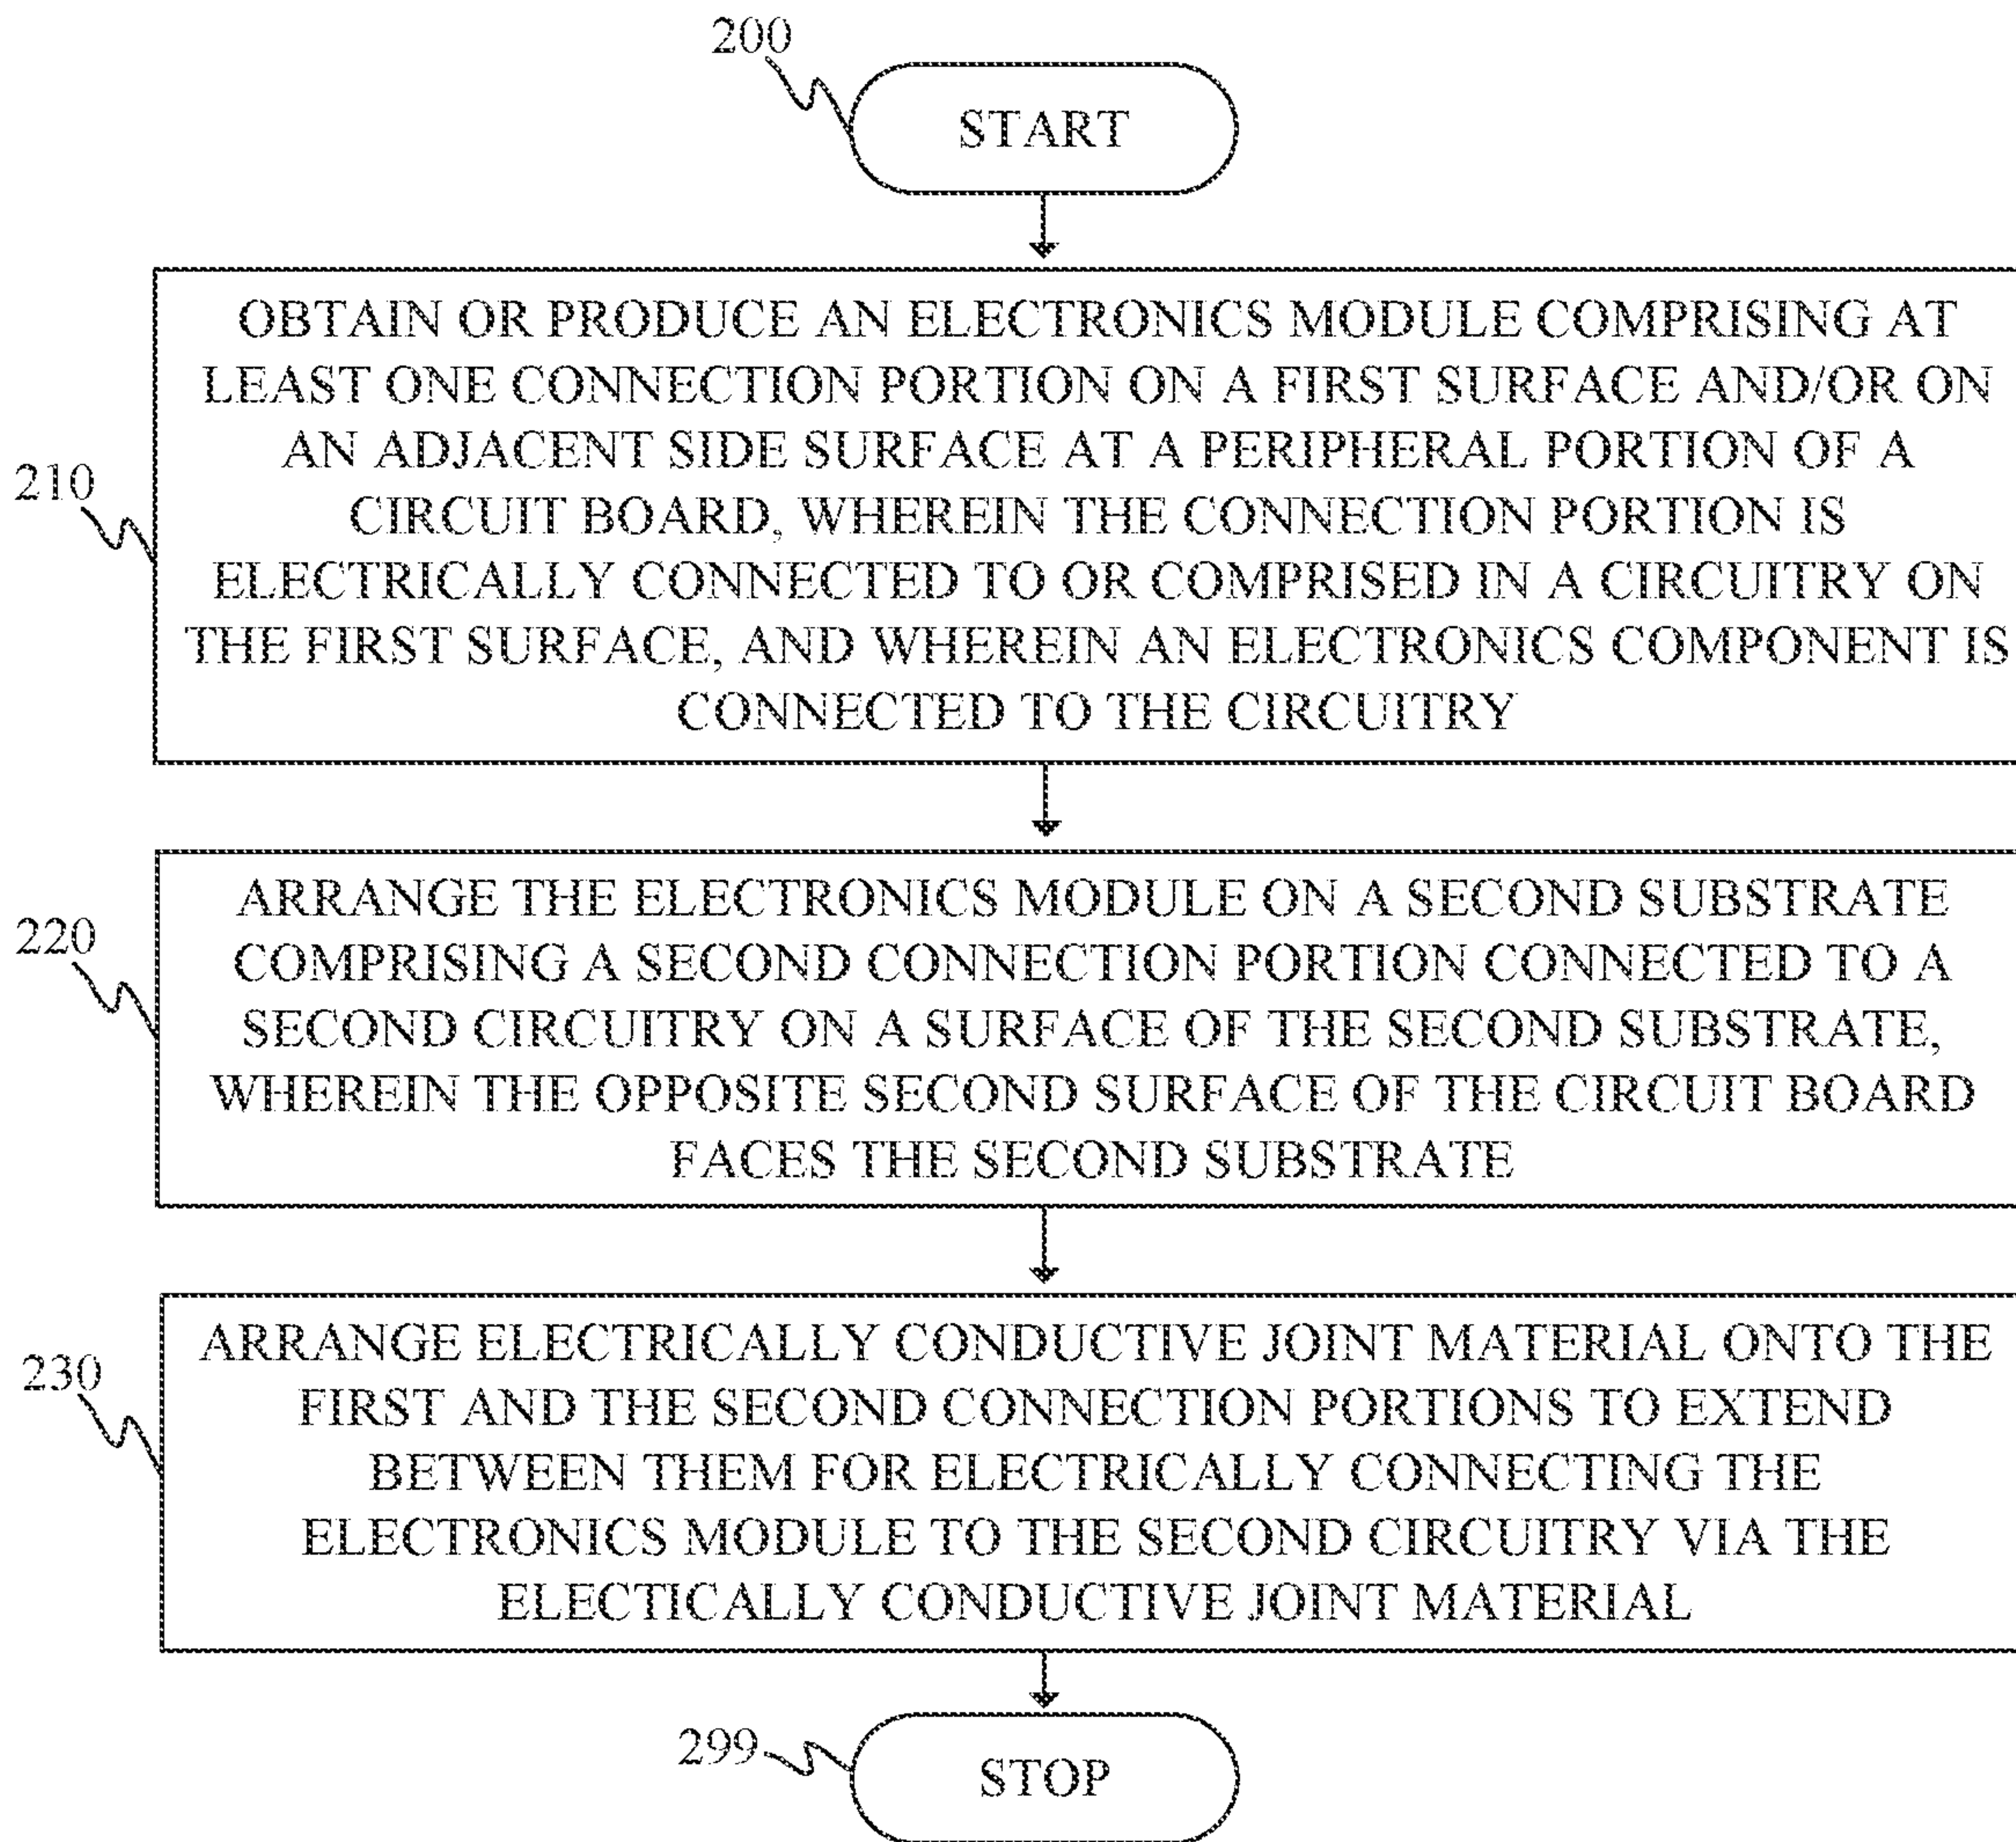 200
START
OBTAIN OR PRODUCE AN ELECTRONICS MODULE COMPRISING AT
LEAST ONE CONNECTION PORTION ON A FIRST SURFACE AND/OR ON
AN ADJACENT SIDE SURFACE AT A PERIPHERAL PORTION OF A
210
CIRCUIT BOARD, WHEREIN THE CONNECTION PORTION IS
ELECTRICALLY CONNECTED TO OR COMPRISED IN A CIRCUITRY ON
THE FIRST SURFACE, AND WHEREIN AN ELECTRONICS COMPONENT IS
CONNECTED TO THE CIRCUITRY
220
ARRANGE THE ELECTRONICS MODULE ON A SECOND SUBSTRATE
COMPRISING A SECOND CONNECTION PORTION CONNECTED TO A
SECOND CIRCUITRY ON A SURFACE OF THE SECOND SUBSTRATE,
WHEREIN THE OPPOSITE SECOND SURFACE OF THE CIRCUIT BOARD
FACES THE SECOND SUBSTRATE
230
ARRANGE ELECTRICALLY CONDUCTIVE JOINT MATERIAL ONTO THE
FIRST AND THE SECOND CONNECTION PORTIONS TO EXTEND
BETWEEN THEM FOR ELECTRICALLY CONNECTING THE
ELECTRONICS MODULE TO THE SECOND CIRCUITRY VIA THE
ELECTICALLY CONDUCTIVE JOINT MATERIAL
299
STOP